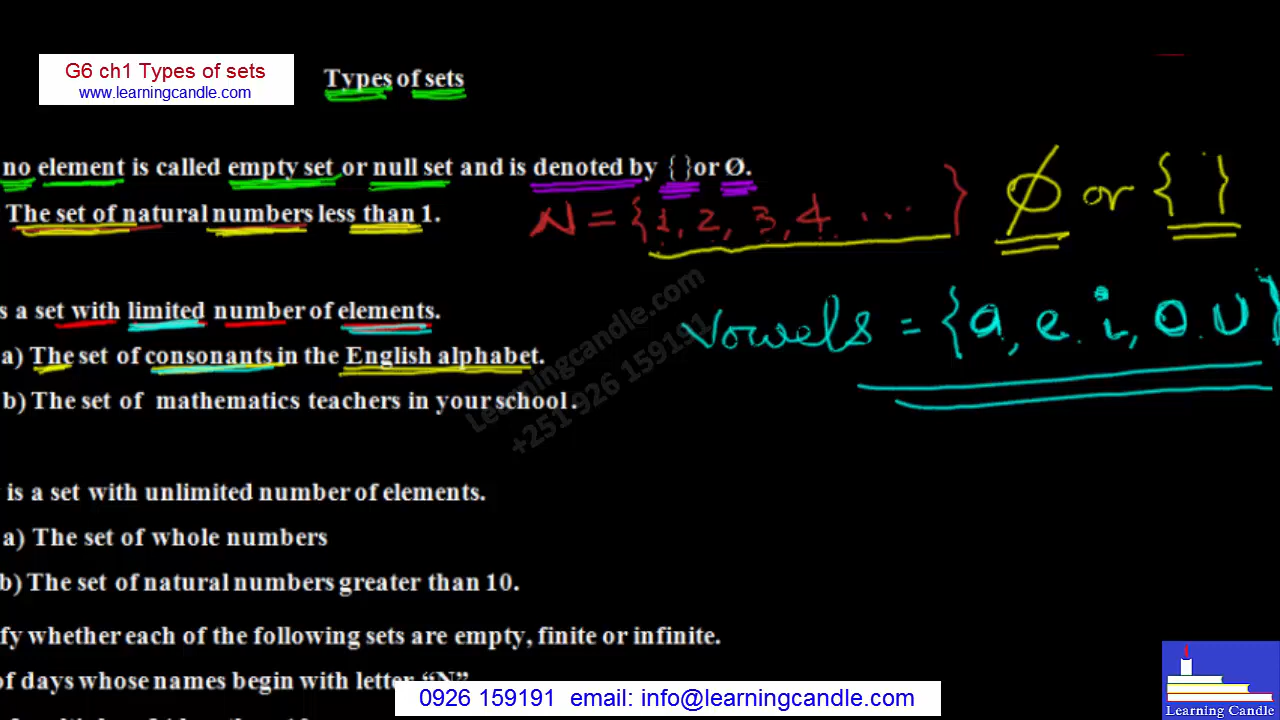 G6 ch1 Types of sets
www.learningcandle.com
Types of sets
no element is called empty set or null set and is denoted by { }or Ø.
The set of natural numbers less than 1.
N = {1, 2, 3, 4 ... }
Ø or { }
s a set with limited number of elements.
Vowels = {a, e. i, o. u}
a) The set of consonants in the English alphabet.
b) The set of mathematics teachers in your school.
Learningcandle.com
+251 926 159191
is a set with unlimited number of elements.
a) The set of whole numbers
b) The set of natural numbers greater than 10.
fy whether each of the following sets are empty, finite or infinite.
of days whose names begin with letter “N”
0926 159191 email: info@learningcandle.com
Learning Candle